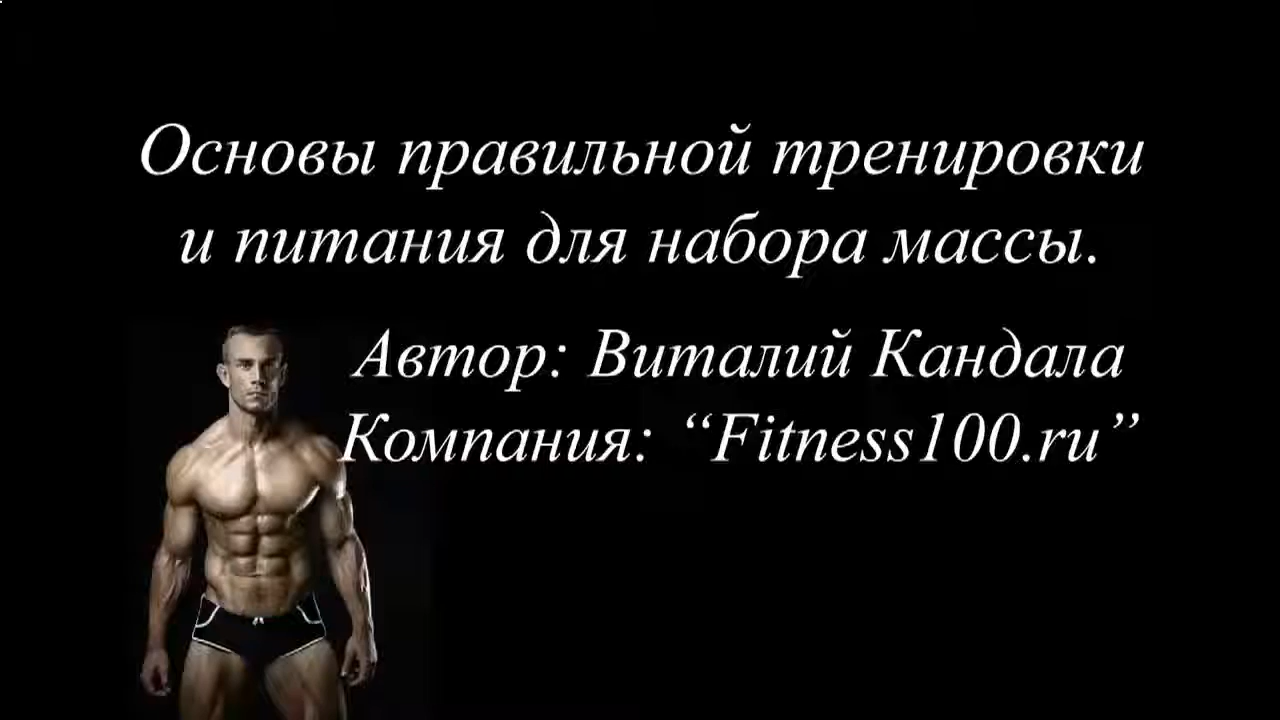 Основы правильной тренировки
и питания для набора массы.
Автор: Виталий Кандала
Компания: “Fitness100.ru”